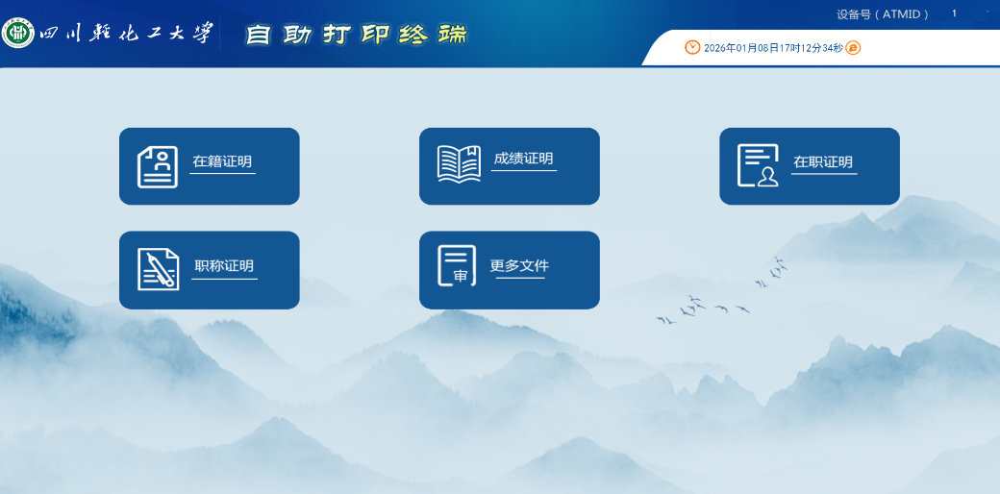 四川輕化工大學
自助打印终端
设备号（ATMID） 1
2026年01月08日17时12分34秒
在籍证明
成绩证明
在职证明
职称证明
审 更多文件